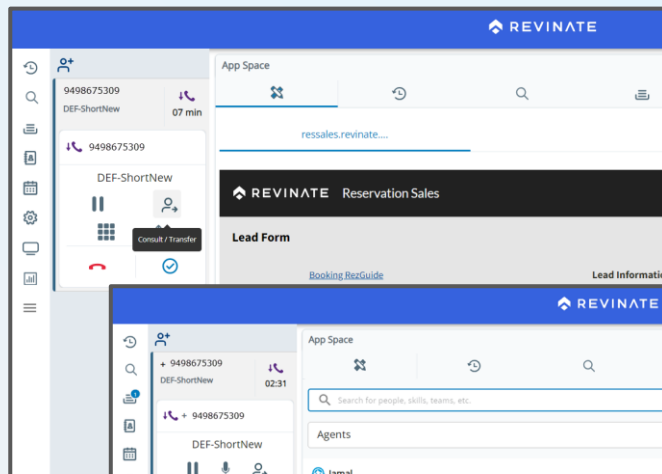 REVINATE
App Space
9498675309
DEF-ShortNew
07 min
ressales.revinate....
9498675309
DEF-ShortNew
REVINATE Reservation Sales
Consult / Transfer
Lead Form
Booking RezGuide
Lead Informatio
REVINATE
App Space
+ 9498675309
DEF-ShortNew
02:31
1
Search for people, skills, teams, etc.
+ 9498675309
Agents
DEF-ShortNew
Jamal